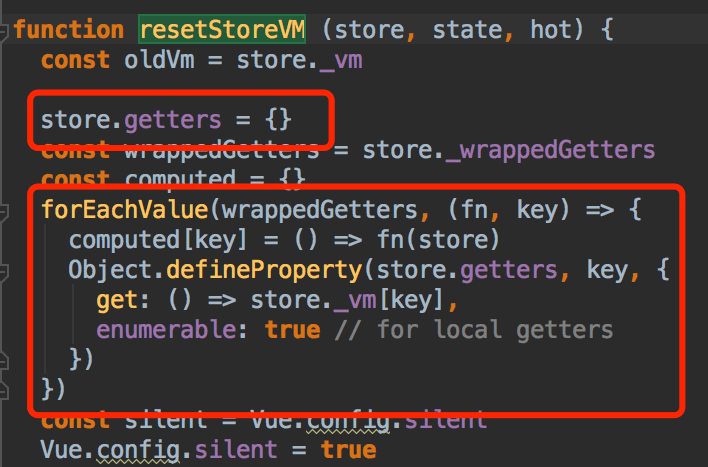 function resetStoreVM (store, state, hot) {
const oldVm = store._vm
store.getters = {}
const wrappedGetters = store._wrappedGetters
const computed = {}
forEachValue(wrappedGetters, (fn, key) => {
computed[key] = () => fn(store)
Object.defineProperty(store.getters, key, {
get: () => store._vm[key],
enumerable: true // for local getters
})
})
const silent = Vue.config.silent
Vue.config.silent = true